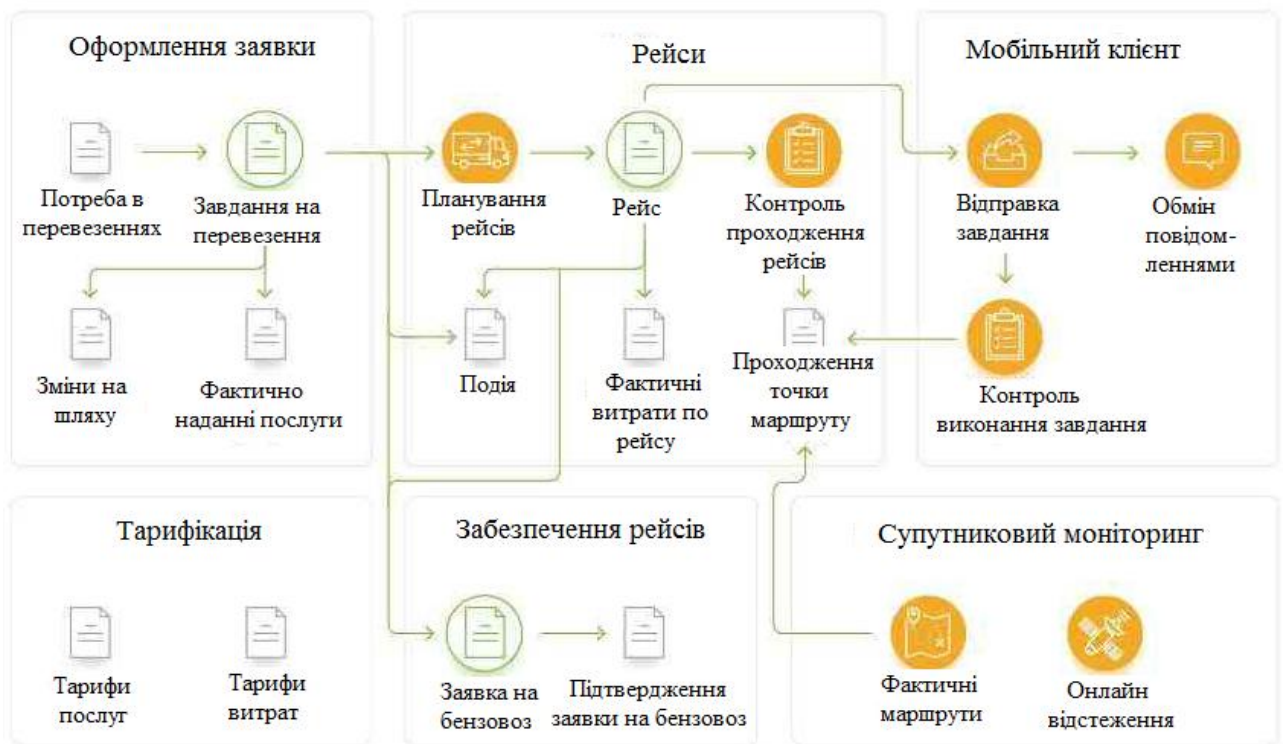 Оформлення заявки
Потреба в
перевезеннях
Завдання на
перевезення
Зміни на
шляху
Фактично
наданні послуги
Рейси
Планування
рейсів
Рейс
Контроль
проходження
рейсів
Подія
Фактичні
витрати по
рейсу
Проходження
точки
маршруту
Мобільний клієнт
Відправка
завдання
Обмін
повідом-
леннями
Контроль
виконання завдання
Тарифікація
Тарифи
послуг
Тарифи
витрат
Забезпечення рейсів
Заявка на
бензовоз
Підтвердження
заявки на бензовоз
Супутниковий моніторинг
Фактичні
маршрути
Онлайн
відстеження